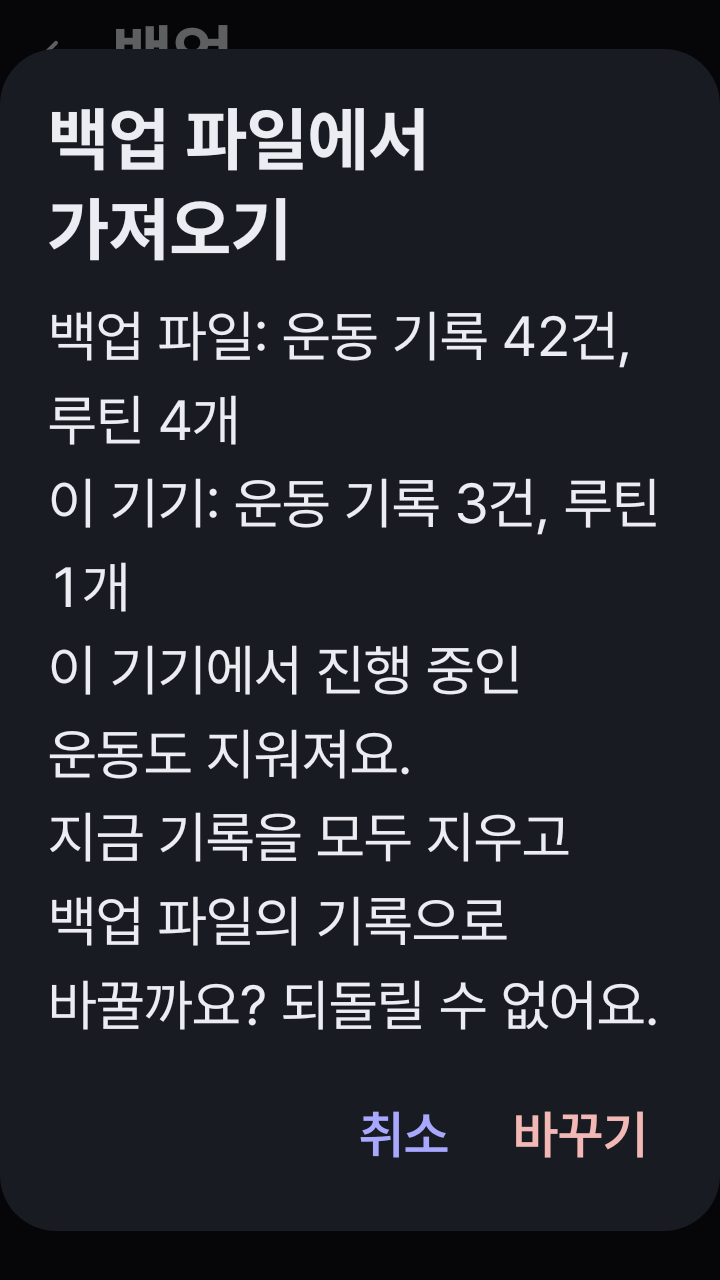 백업
백업 파일에서
가져오기
백업 파일: 운동 기록 42건,
루틴 4개
이 기기: 운동 기록 3건, 루틴
1개
이 기기에서 진행 중인
운동도 지워져요.
지금 기록을 모두 지우고
백업 파일의 기록으로
바꿀까요? 되돌릴 수 없어요.
취소 바꾸기